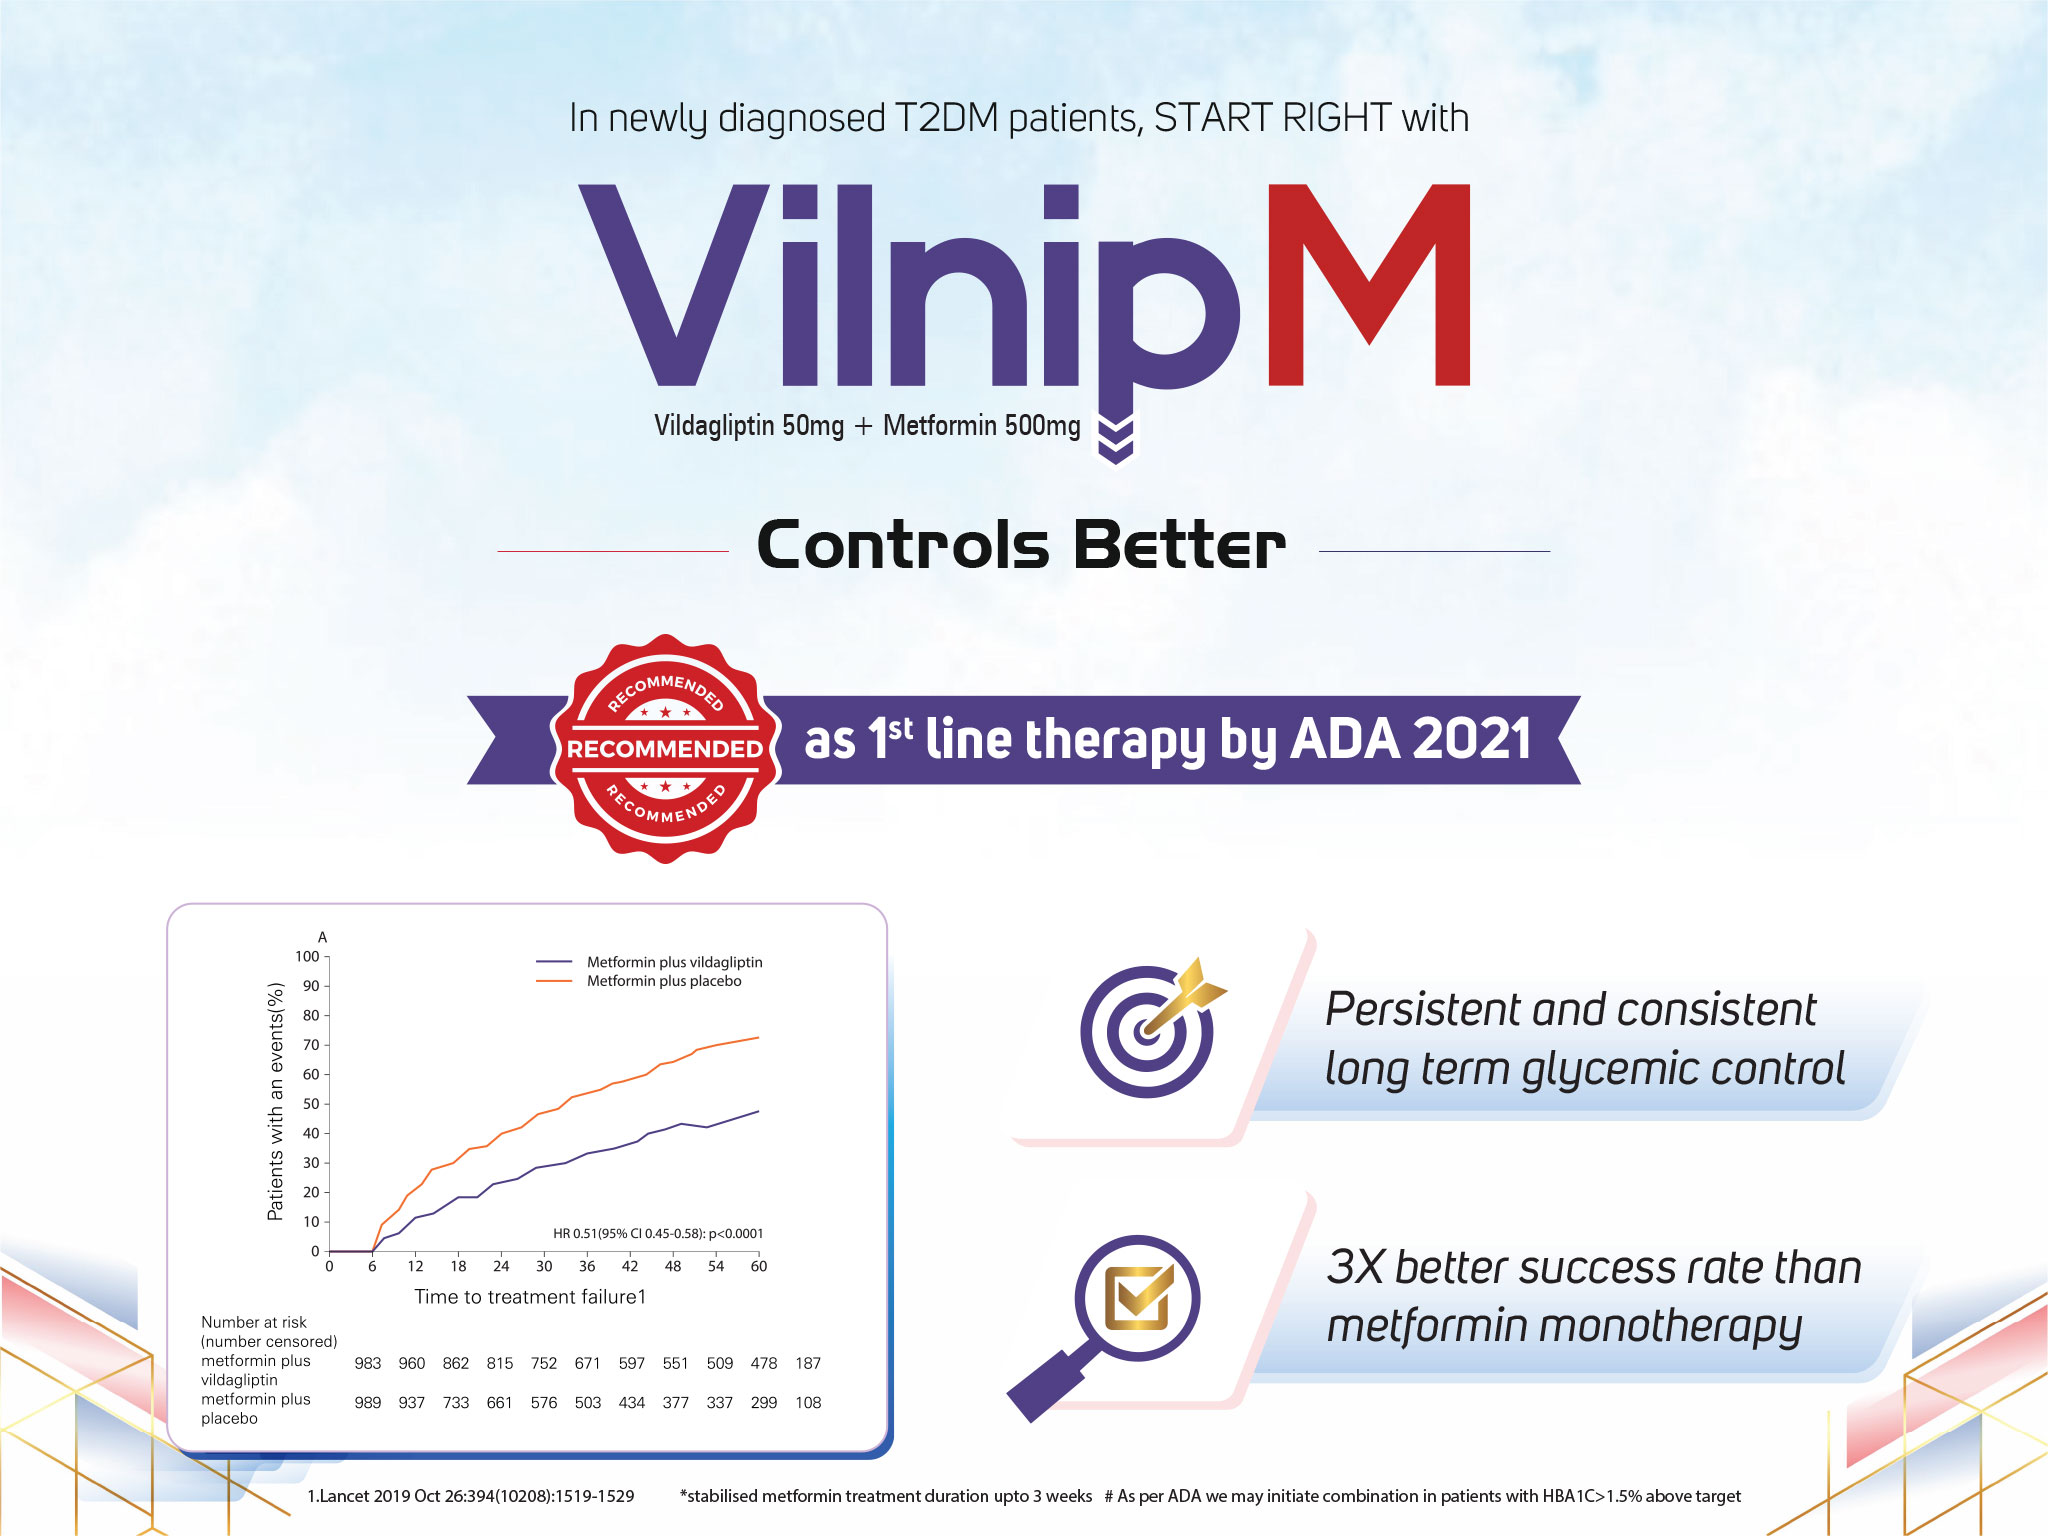 In newly diagnosed T2DM patients, START RIGHT with
Vilnip M
Vildagliptin 50mg + Metformin 500mg
Controls Better
RECOMMENDED
RECOMMENDED
RECOMMENDED
as 1st line therapy by ADA 2021
A
Metformin plus vildagliptin
Metformin plus placebo
Patients with an events(%)
100
90
80
70
60
50
40
30
20
10
0
HR 0.51(95% CI 0.45-0.58): p<0.0001
0 6 12 18 24 30 36 42 48 54 60
Time to treatment failure1
Number at risk
(number censored)
metformin plus 983 960 862 815 752 671 597 551 509 478 187
vildagliptin
metformin plus 989 937 733 661 576 503 434 377 337 299 108
placebo
Persistent and consistent
long term glycemic control
3X better success rate than
metformin monotherapy
1.Lancet 2019 Oct 26:394(10208):1519-1529 *stabilised metformin treatment duration upto 3 weeks # As per ADA we may initiate combination in patients with HBA1C>1.5% above target